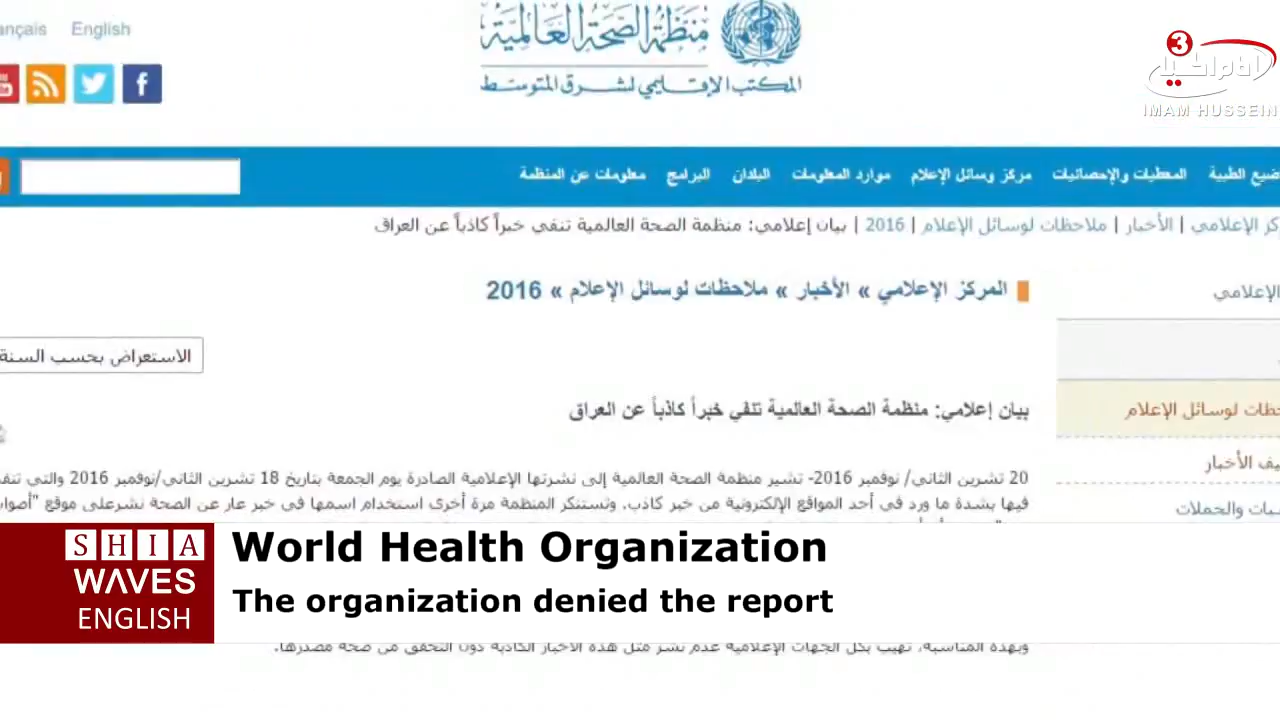 English
منظمة الصحة العالمية
المكتب الإقليمي لشرق المتوسط
3
IMAM HUSSEIN
المعطيات والإحصائيات
مركز وسائل الإعلام
موارد المعلومات
البلدان
البرامج
معلومات عن المنظمة
الإعلامي | الأخبار | ملاحظات لوسائل الإعلام | 2016 | بيان إعلامي: منظمة الصحة العالمية تنفي خبراً كاذباً عن العراق
الإعلامي
المركز الإعلامي » الأخبار » ملاحظات لوسائل الإعلام » 2016
الاستعراض بحسب السنة
لوسائل الإعلام
بيان إعلامي: منظمة الصحة العالمية تنفي خبراً كاذباً عن العراق
الأخبار
والحملات
20 تشرين الثاني/ نوفمبر 2016- تشير منظمة الصحة العالمية إلى نشرتها الإعلامية الصادرة يوم الجمعة بتاريخ 18 تشرين الثاني/نوفمبر 2016 والتي
فيها بشدة ما ورد في أحد المواقع الإلكترونية من خبر كاذب. وتستنكر المنظمة مرة أخرى استخدام اسمها في خبر عار عن الصحة نشرعلى موقع
SHIA
WAVES
ENGLISH
World Health Organization
The organization denied the report
وبهذه المناسبة، تهيب بكل الجهات الإعلامية عدم نشر مثل هذه الأخبار الكاذبة دون التحقق من صحة مصدرها.